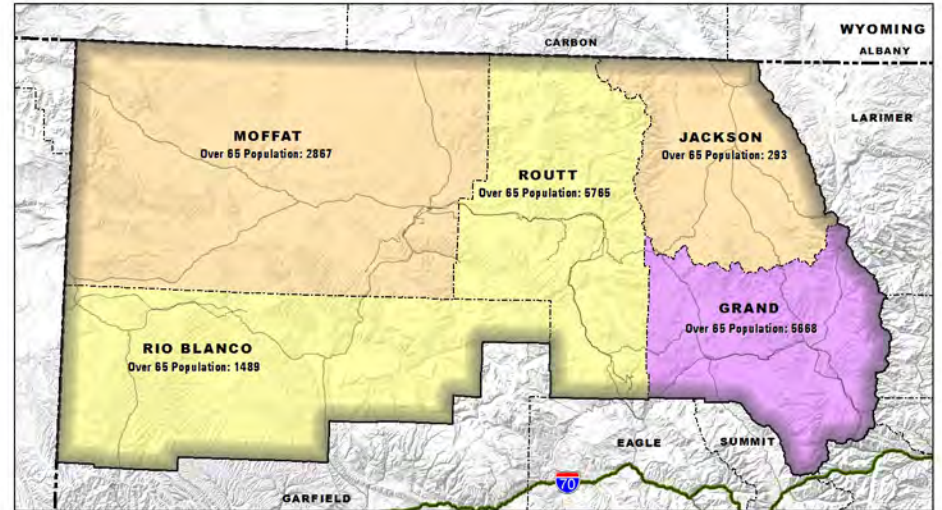 WYOMING
CARBON
ALBANY
LARIMER
MOFFAT
Over 65 Population: 2867
JACKSON
Over 65 Population: 293
ROUTT
Over 65 Population: 5765
GRAND
Over 65 Population: 5668
RIO BLANCO
Over 65 Population: 1489
EAGLE
SUMMIT
70
GARFIELD